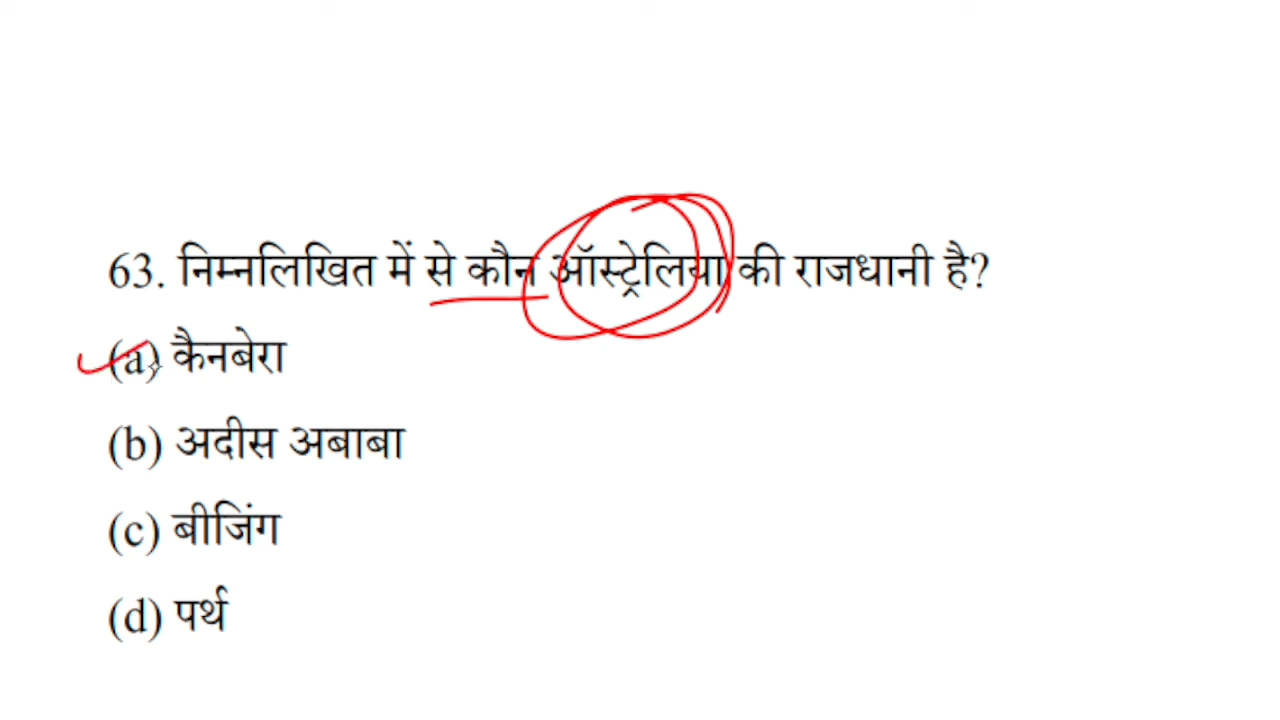 63. निम्नलिखित में से कौन ऑस्ट्रेलिया की राजधानी है?
(a) कैनबेरा
(b) अदीस अबाबा
(c) बीजिंग
(d) पर्थ